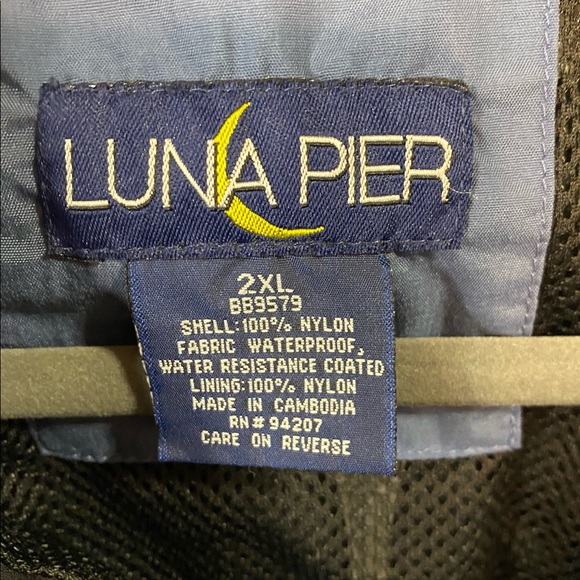 LUNA PIER
2XL
BB9579
SHELL:100% NYLON
FABRIC WATERPROOF,
WATER RESISTANCE COATED
LINING:100% NYLON
MADE IN CAMBODIA
RN# 94207
CARE ON REVERSE